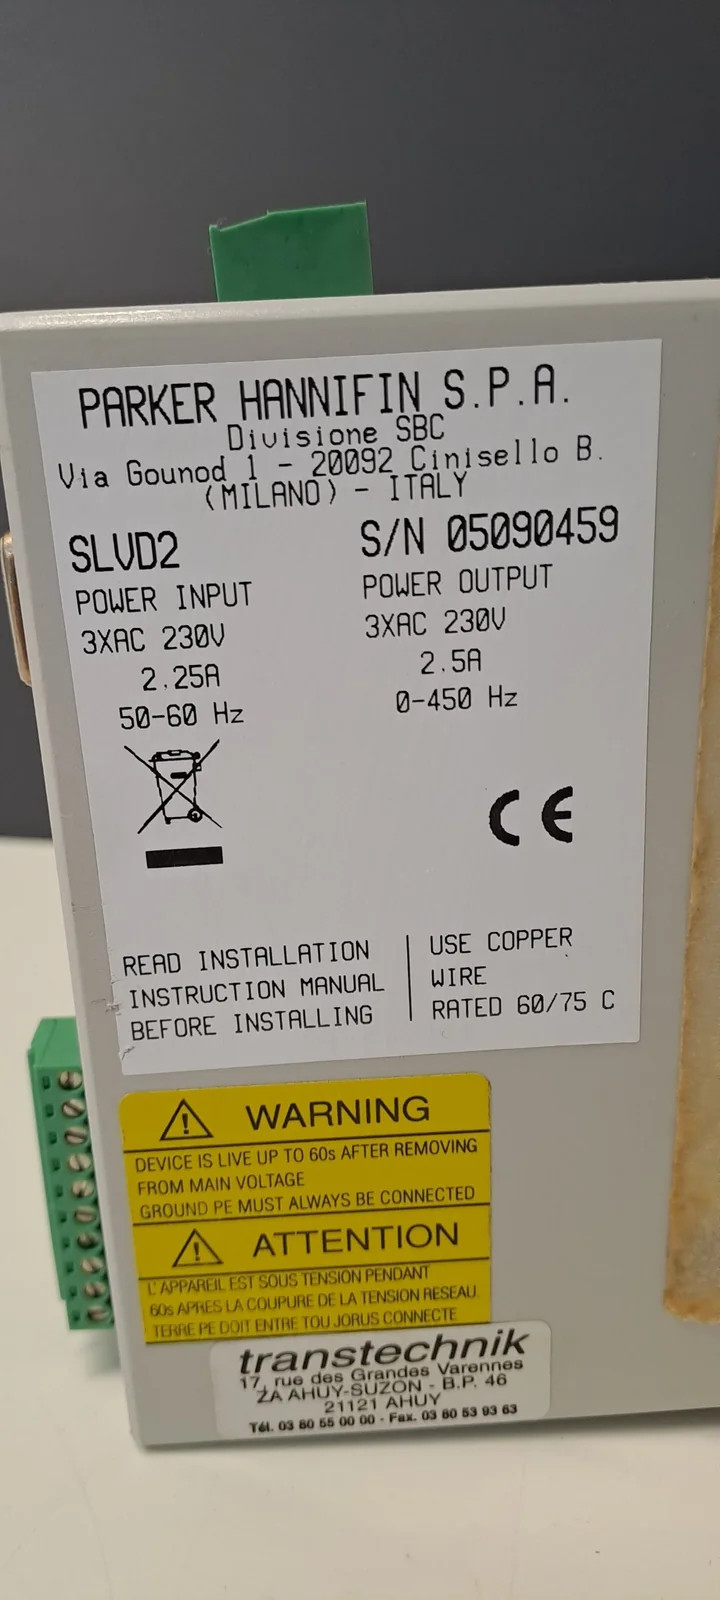 PARKER HANNIFIN S.P.A.
Divisione SBC
Via Gounod 1 - 20092 Cinisello B.
(MILANO) - ITALY
SLVD2 S/N 05090459
POWER INPUT POWER OUTPUT
3XAC 230V 3XAC 230V
2.25A 2.5A
50-60 Hz 0-450 Hz
CE
READ INSTALLATION
INSTRUCTION MANUAL
BEFORE INSTALLING
USE COPPER
WIRE
RATED 60/75 C
WARNING
DEVICE IS LIVE UP TO 60s AFTER REMOVING
FROM MAIN VOLTAGE
GROUND PE MUST ALWAYS BE CONNECTED
ATTENTION
L'APPAREIL EST SOUS TENSION PENDANT
60s APRES LA COUPURE DE LA TENSION RESEAU.
TERRE PE DOIT ENTRE TOU JORUS CONNECTE
transtechnik
17, rue des Grandes Varennes
ZA AHUY-SUZON - B.P. 46
21121 AHUY
Tél. 03 80 55 00 00 - Fax. 03 80 53 93 63